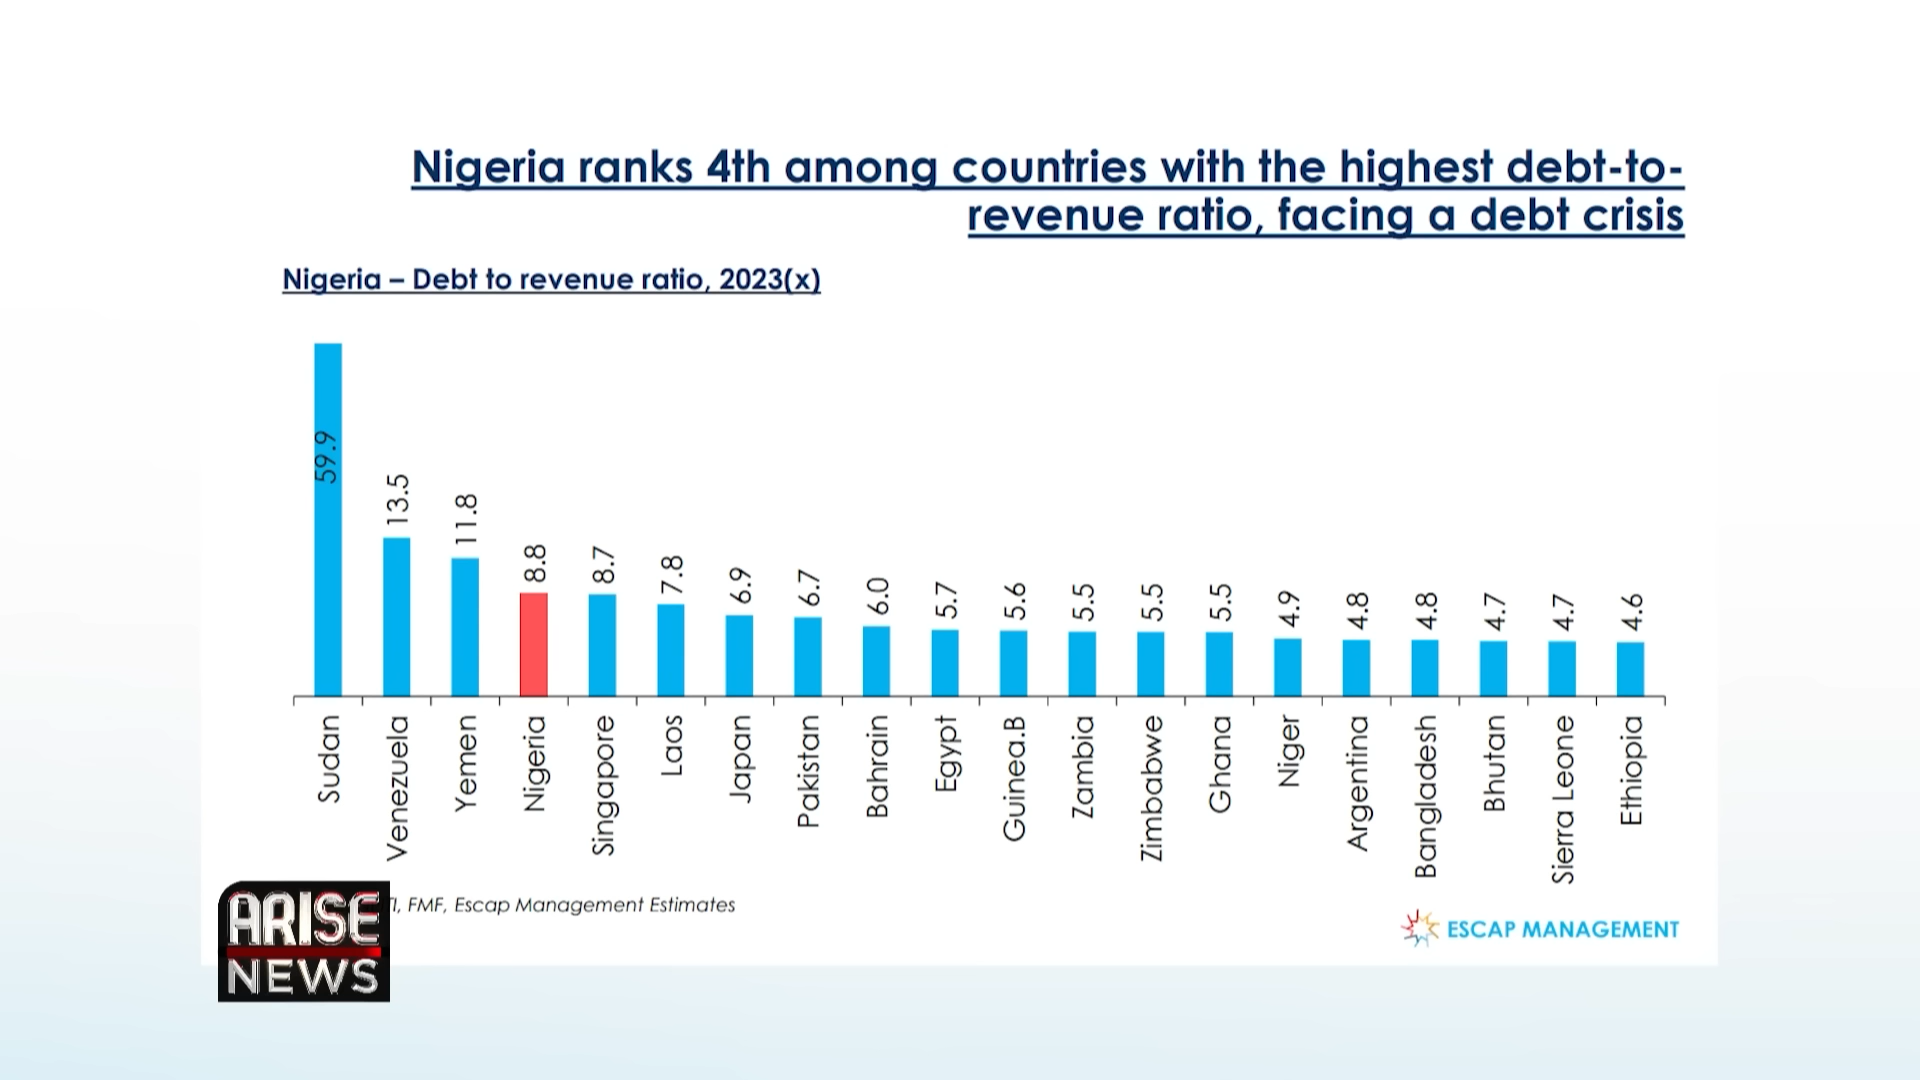 Nigeria ranks 4th among countries with the highest debt-to-
revenue ratio, facing a debt crisis
Nigeria – Debt to revenue ratio, 2023(x)
59.9
13.5
11.8
8.8
8.7
7.8
6.9
6.7
6.0
5.7
5.6
5.5
5.5
5.5
4.9
4.8
4.8
4.7
4.7
4.6
Sudan
Venezuela
Yemen
Nigeria
Singapore
Laos
Japan
Pakistan
Bahrain
Egypt
Guinea.B
Zambia
Zimbabwe
Ghana
Niger
Argentina
Bangladesh
Bhutan
Sierra Leone
Ethiopia
FMF, Escap Management Estimates
ESCAP MANAGEMENT
ARISE
NEWS